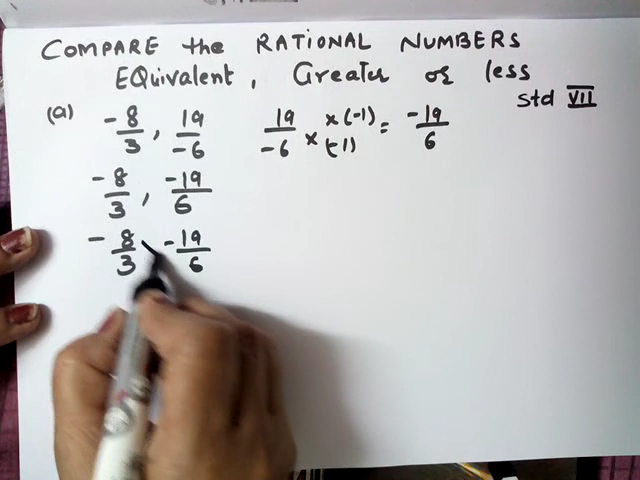 COMPARE the RATIONAL NUMBERS
EQuivalent, Greater or less
std VII
(a) -8/3, 19/-6 19/-6 × ×(-1)/(-1) = -19/6
-8/3, -19/6
-8/3 -19/6